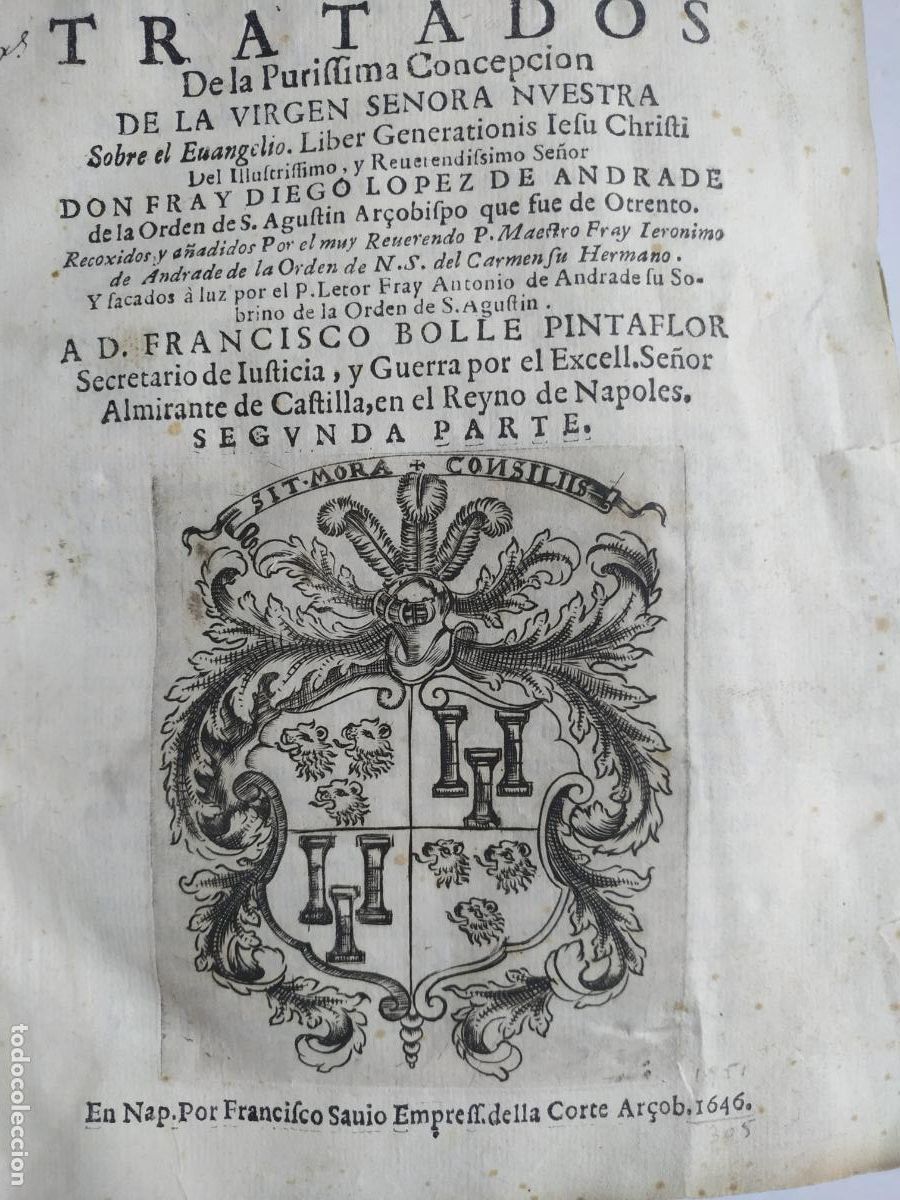 TRATADOS
De la Puriſſima Concepcion
DE LA VIRGEN SENORA NVESTRA
Sobre el Euangelio. Liber Generationis Ieſu Chriſti
Del Illuſtriſſimo, y Reuerendiſsimo Señor
DON FRAY DIEGO LOPEZ DE ANDRADE
de la Orden de S. Aguſtin Arçobiſpo que fue de Otrento.
Recoxidos, y añadidos Por el muy Reuerendo P. Maeſtro Fray Ieronimo
de Andrade de la Orden de N.S. del Carmen ſu Hermano.
Y ſacados à luz por el P. Letor Fray Antonio de Andrade ſu So-
brino de la Orden de S. Aguſtin.
A D. FRANCISCO BOLLE PINTAFLOR
Secretario de Iuſticia, y Guerra por el Excell. Señor
Almirante de Caſtilla, en el Reyno de Napoles.
SEGVNDA PARTE.
SIT·MORA + CONSILIIS
En Nap. Por Franciſco Sauio Empreſſ. della Corte Arçob. 1646.
305
todocoleccion